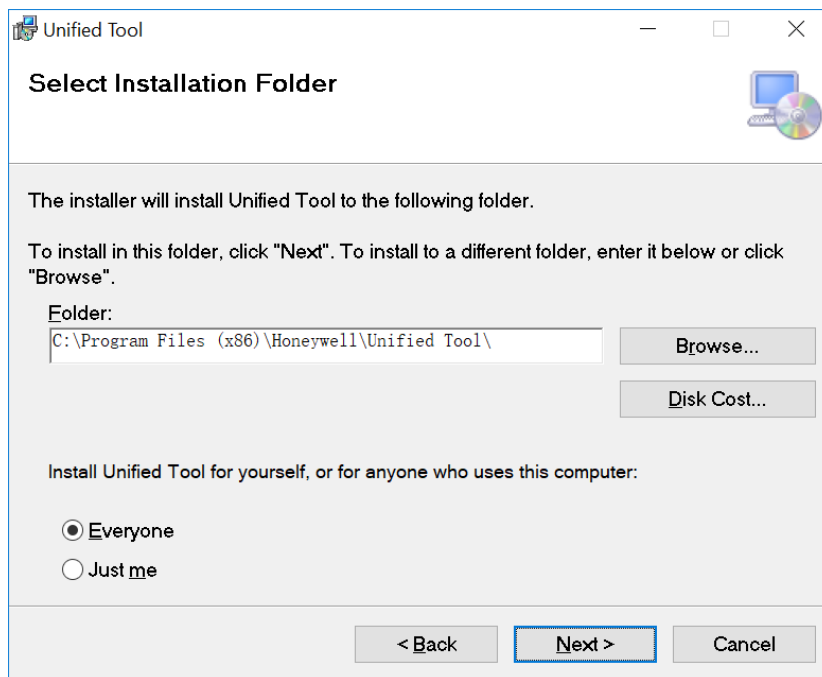 Unified Tool
Select Installation Folder
The installer will install Unified Tool to the following folder.
To install in this folder, click "Next". To install to a different folder, enter it below or click
"Browse".
Folder:
C:\Program Files (x86)\Honeywell\Unified Tool\
Browse...
Disk Cost...
Install Unified Tool for yourself, or for anyone who uses this computer:
Everyone
Just me
< Back
Next >
Cancel